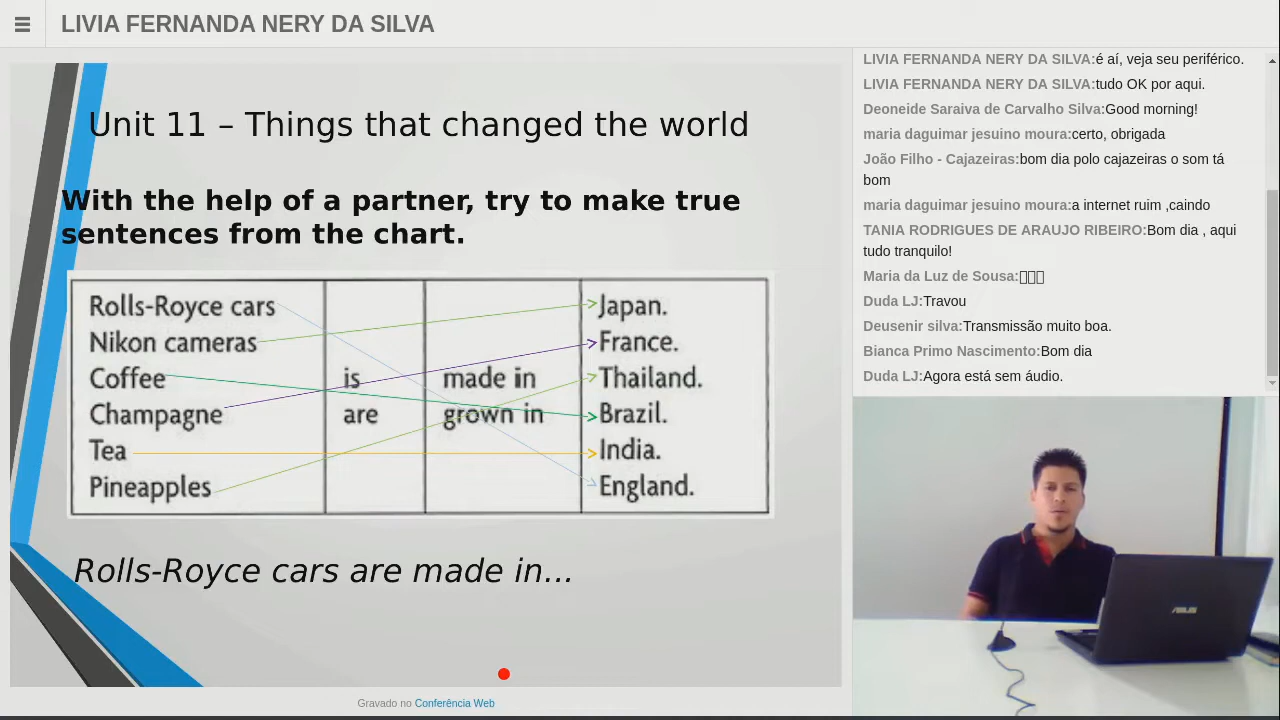 LIVIA FERNANDA NERY DA SILVA
Unit 11 – Things that changed the world
With the help of a partner, try to make true
sentences from the chart.
Rolls-Royce cars
Nikon cameras
Coffee
Champagne
Tea
Pineapples
is
are
made in
grown in
Japan.
France.
Thailand.
Brazil.
India.
England.
Rolls-Royce cars are made in...
Gravado no Conferência Web
LIVIA FERNANDA NERY DA SILVA:é aí, veja seu periférico.
LIVIA FERNANDA NERY DA SILVA:tudo OK por aqui.
Deoneide Saraiva de Carvalho Silva:Good morning!
maria daguimar jesuino moura:certo, obrigada
João Filho - Cajazeiras:bom dia polo cajazeiras o som tá
bom
maria daguimar jesuino moura:a internet ruim ,caindo
TANIA RODRIGUES DE ARAUJO RIBEIRO:Bom dia , aqui
tudo tranquilo!
Maria da Luz de Sousa:
Duda LJ:Travou
Deusenir silva:Transmissão muito boa.
Bianca Primo Nascimento:Bom dia
Duda LJ:Agora está sem áudio.
ASUS